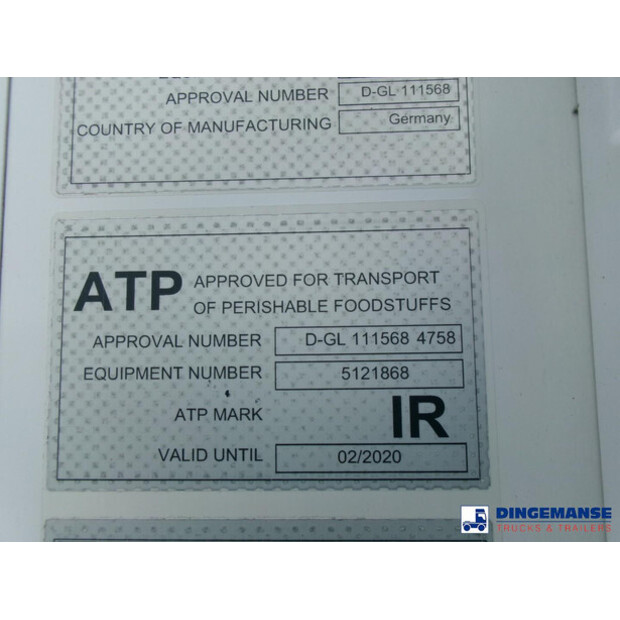 APPROVAL NUMBER D-GL 111568
COUNTRY OF MANUFACTURING Germany
ATP APPROVED FOR TRANSPORT
OF PERISHABLE FOODSTUFFS
APPROVAL NUMBER D-GL 111568 4758
EQUIPMENT NUMBER 5121868
ATP MARK IR
VALID UNTIL 02/2020
DINGEMANSE
TRUCKS & TRAILERS